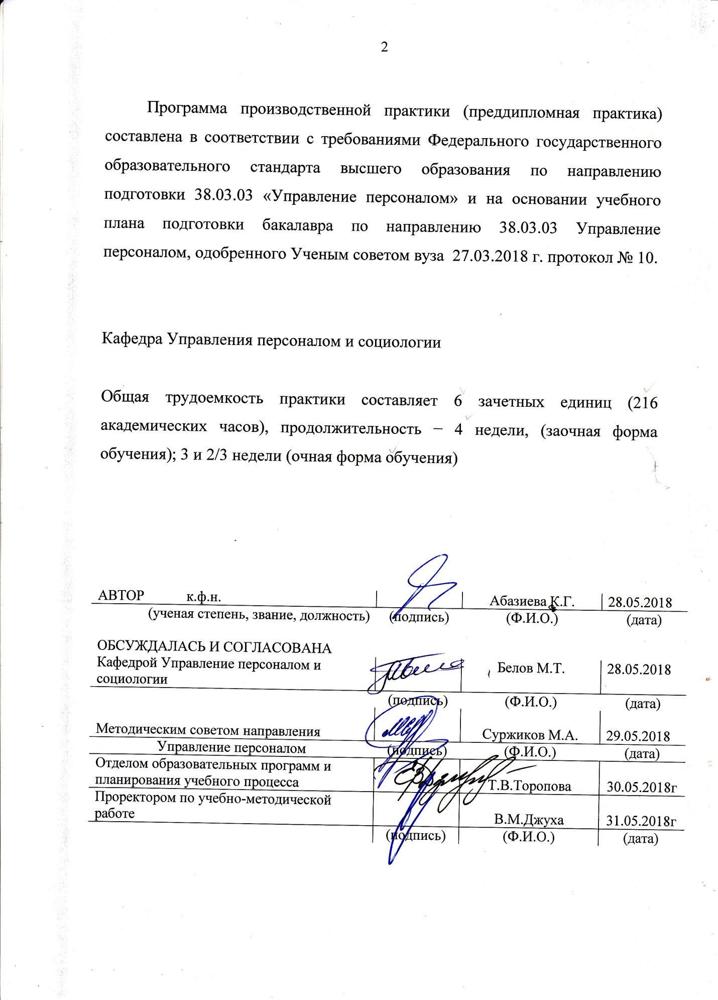 2
Программа производственной практики (преддипломная практика)
составлена в соответствии с требованиями Федерального государственного
образовательного стандарта высшего образования по направлению
подготовки 38.03.03 «Управление персоналом» и на основании учебного
плана подготовки бакалавра по направлению 38.03.03 Управление
персоналом, одобренного Ученым советом вуза 27.03.2018 г. протокол № 10.
Кафедра Управления персоналом и социологии
Общая трудоемкость практики составляет 6 зачетных единиц (216
академических часов), продолжительность – 4 недели, (заочная форма
обучения); 3 и 2/3 недели (очная форма обучения)
АВТОР к.ф.н. Абазиева К.Г. 28.05.2018
(ученая степень, звание, должность) (подпись) (Ф.И.О.) (дата)
ОБСУЖДАЛАСЬ И СОГЛАСОВАНА
Кафедрой Управление персоналом и Белов М.Т. 28.05.2018
социологии
(подпись) (Ф.И.О.) (дата)
Методическим советом направления Суржиков М.А. 29.05.2018
Управление персоналом (подпись) (Ф.И.О.) (дата)
Отделом образовательных программ и
планирования учебного процесса Т.В.Торопова 30.05.2018г
Проректором по учебно-методической
работе В.М.Джуха 31.05.2018г
(подпись) (Ф.И.О.) (дата)